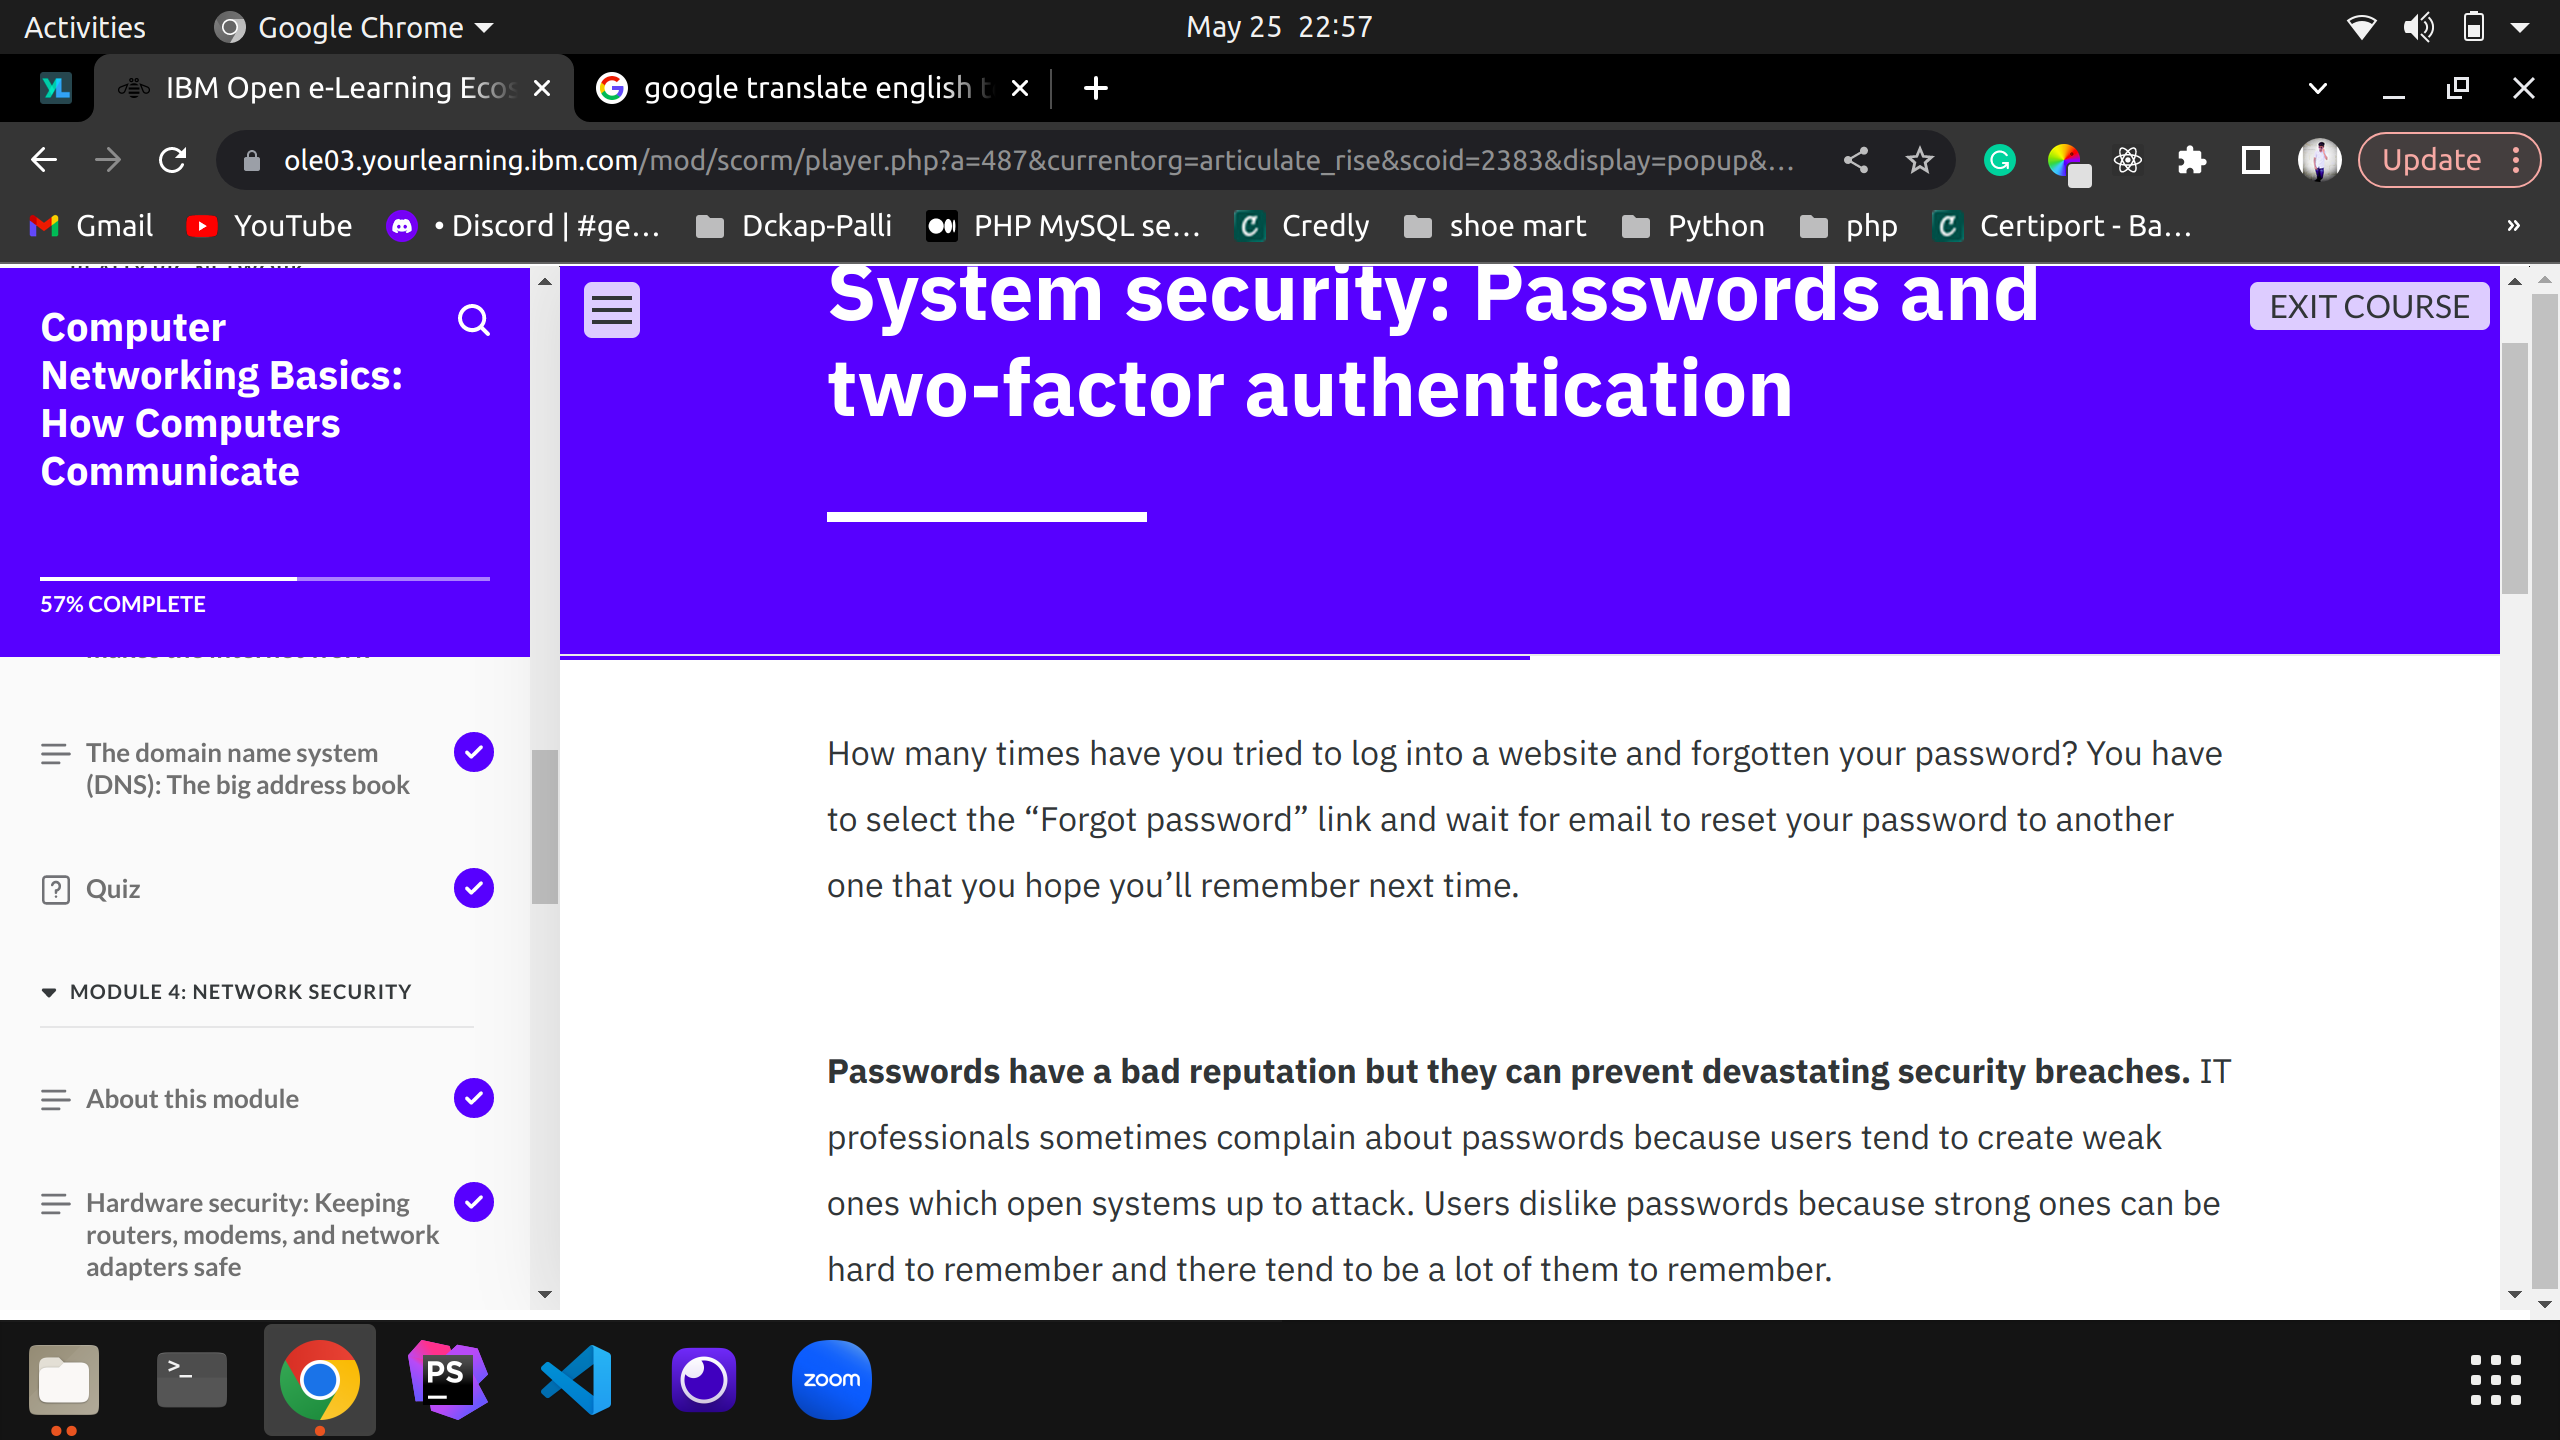 Activities
Google Chrome
May 25 22:57
IBM Open e-Learning Ecos
google translate english t
ole03.yourlearning.ibm.com/mod/scorm/player.php?a=487&currentorg=articulate_rise&scoid=2383&display=popup&...
Update
Gmail
YouTube
• Discord | #ge...
Dckap-Palli
PHP MySQL se...
Credly
shoe mart
Python
php
Certiport - Ba...
»
Computer
Networking Basics:
How Computers
Communicate
57% COMPLETE
The domain name system
(DNS): The big address book
Quiz
MODULE 4: NETWORK SECURITY
About this module
Hardware security: Keeping
routers, modems, and network
adapters safe
System security: Passwords and
two-factor authentication
EXIT COURSE
How many times have you tried to log into a website and forgotten your password? You have
to select the “Forgot password” link and wait for email to reset your password to another
one that you hope you’ll remember next time.
Passwords have a bad reputation but they can prevent devastating security breaches. IT
professionals sometimes complain about passwords because users tend to create weak
ones which open systems up to attack. Users dislike passwords because strong ones can be
hard to remember and there tend to be a lot of them to remember.
PS
zoom